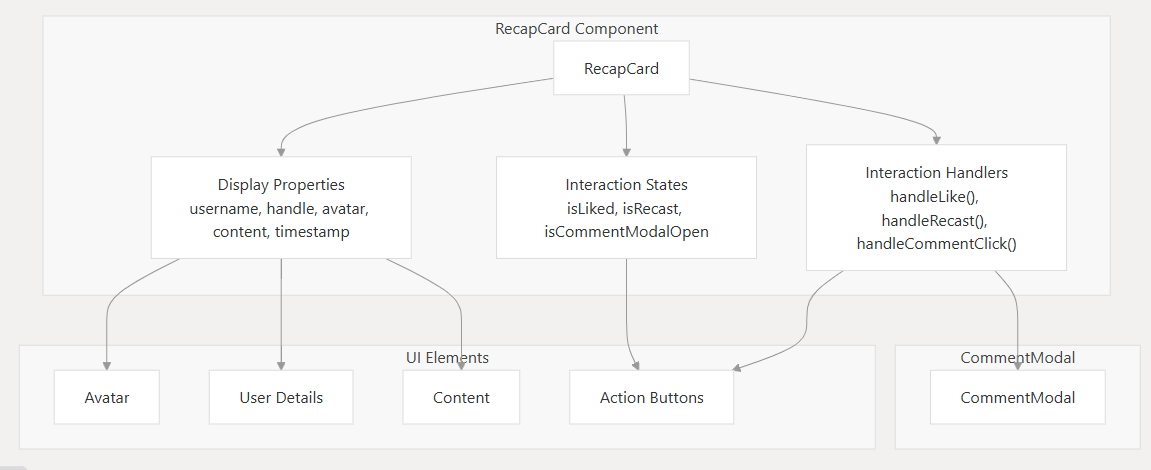 RecapCard Component
RecapCard
Display Properties
username, handle, avatar,
content, timestamp
Interaction States
isLiked, isRecast,
isCommentModalOpen
Interaction Handlers
handleLike(),
handleRecast(),
handleCommentClick()
UI Elements
Avatar
User Details
Content
Action Buttons
CommentModal
CommentModal